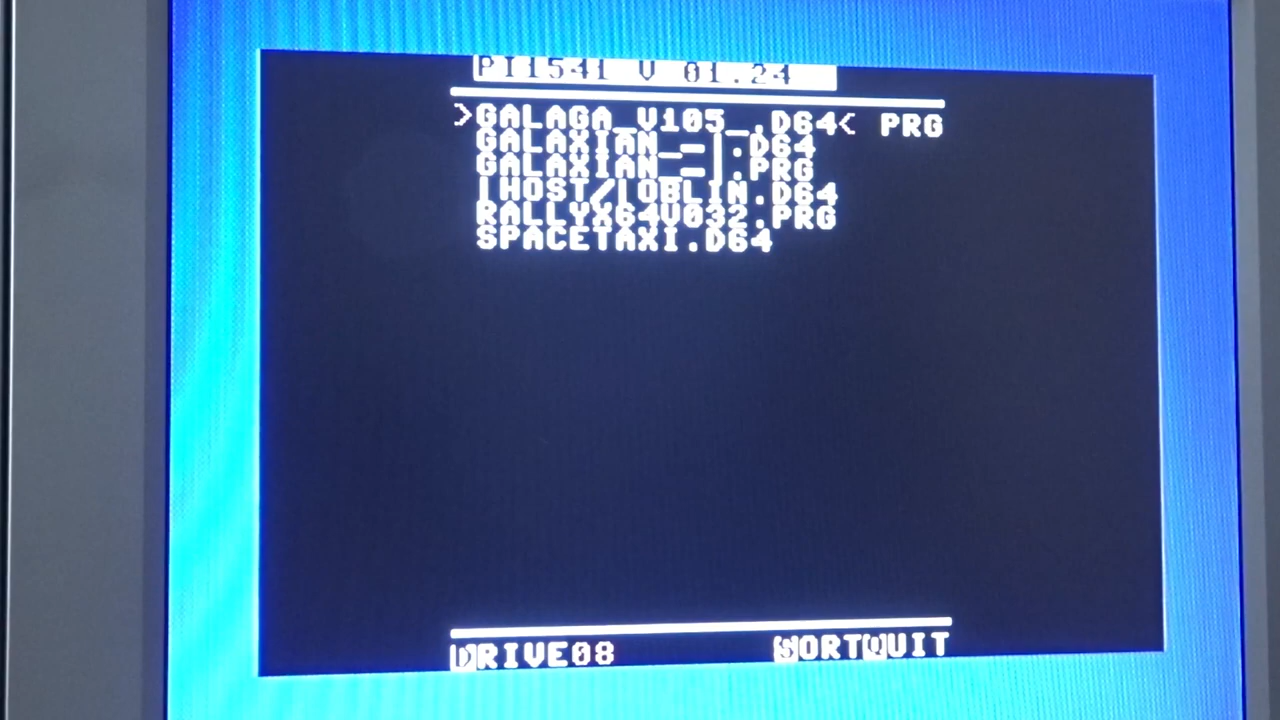 PI1541 V 01.24
>GALAGA_V105_.D64< PRG
GALAXIAN_-|.D64
GALAXIAN_-|.PRG
|HOST/|OBLIN.D64
RALLYX64V032.PRG
SPACETAXI.D64
DRIVE08 SORT QUIT